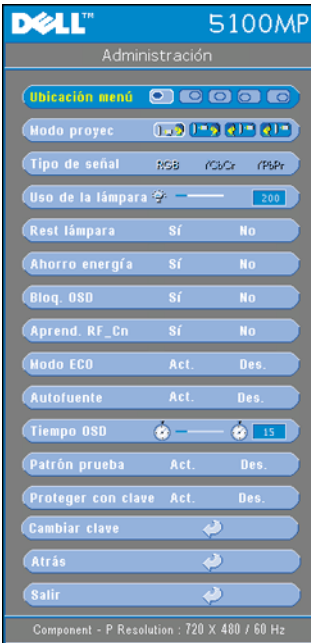 DELL™ 5100MP
Administración
Ubicación menú
Modo proyec
Tipo de señal RGB YCbCr YPbPr
Uso de la lámpara 200
Rest lámpara Sí No
Ahorro energía Sí No
Bloq. OSD Sí No
Aprend. RF_Cn Sí No
Modo ECO Act. Des.
Autofuente Act. Des.
Tiempo OSD 15
Patrón prueba Act. Des.
Proteger con clave Act. Des.
Cambiar clave
Atrás
Salir
Component - P Resolution : 720 X 480 / 60 Hz